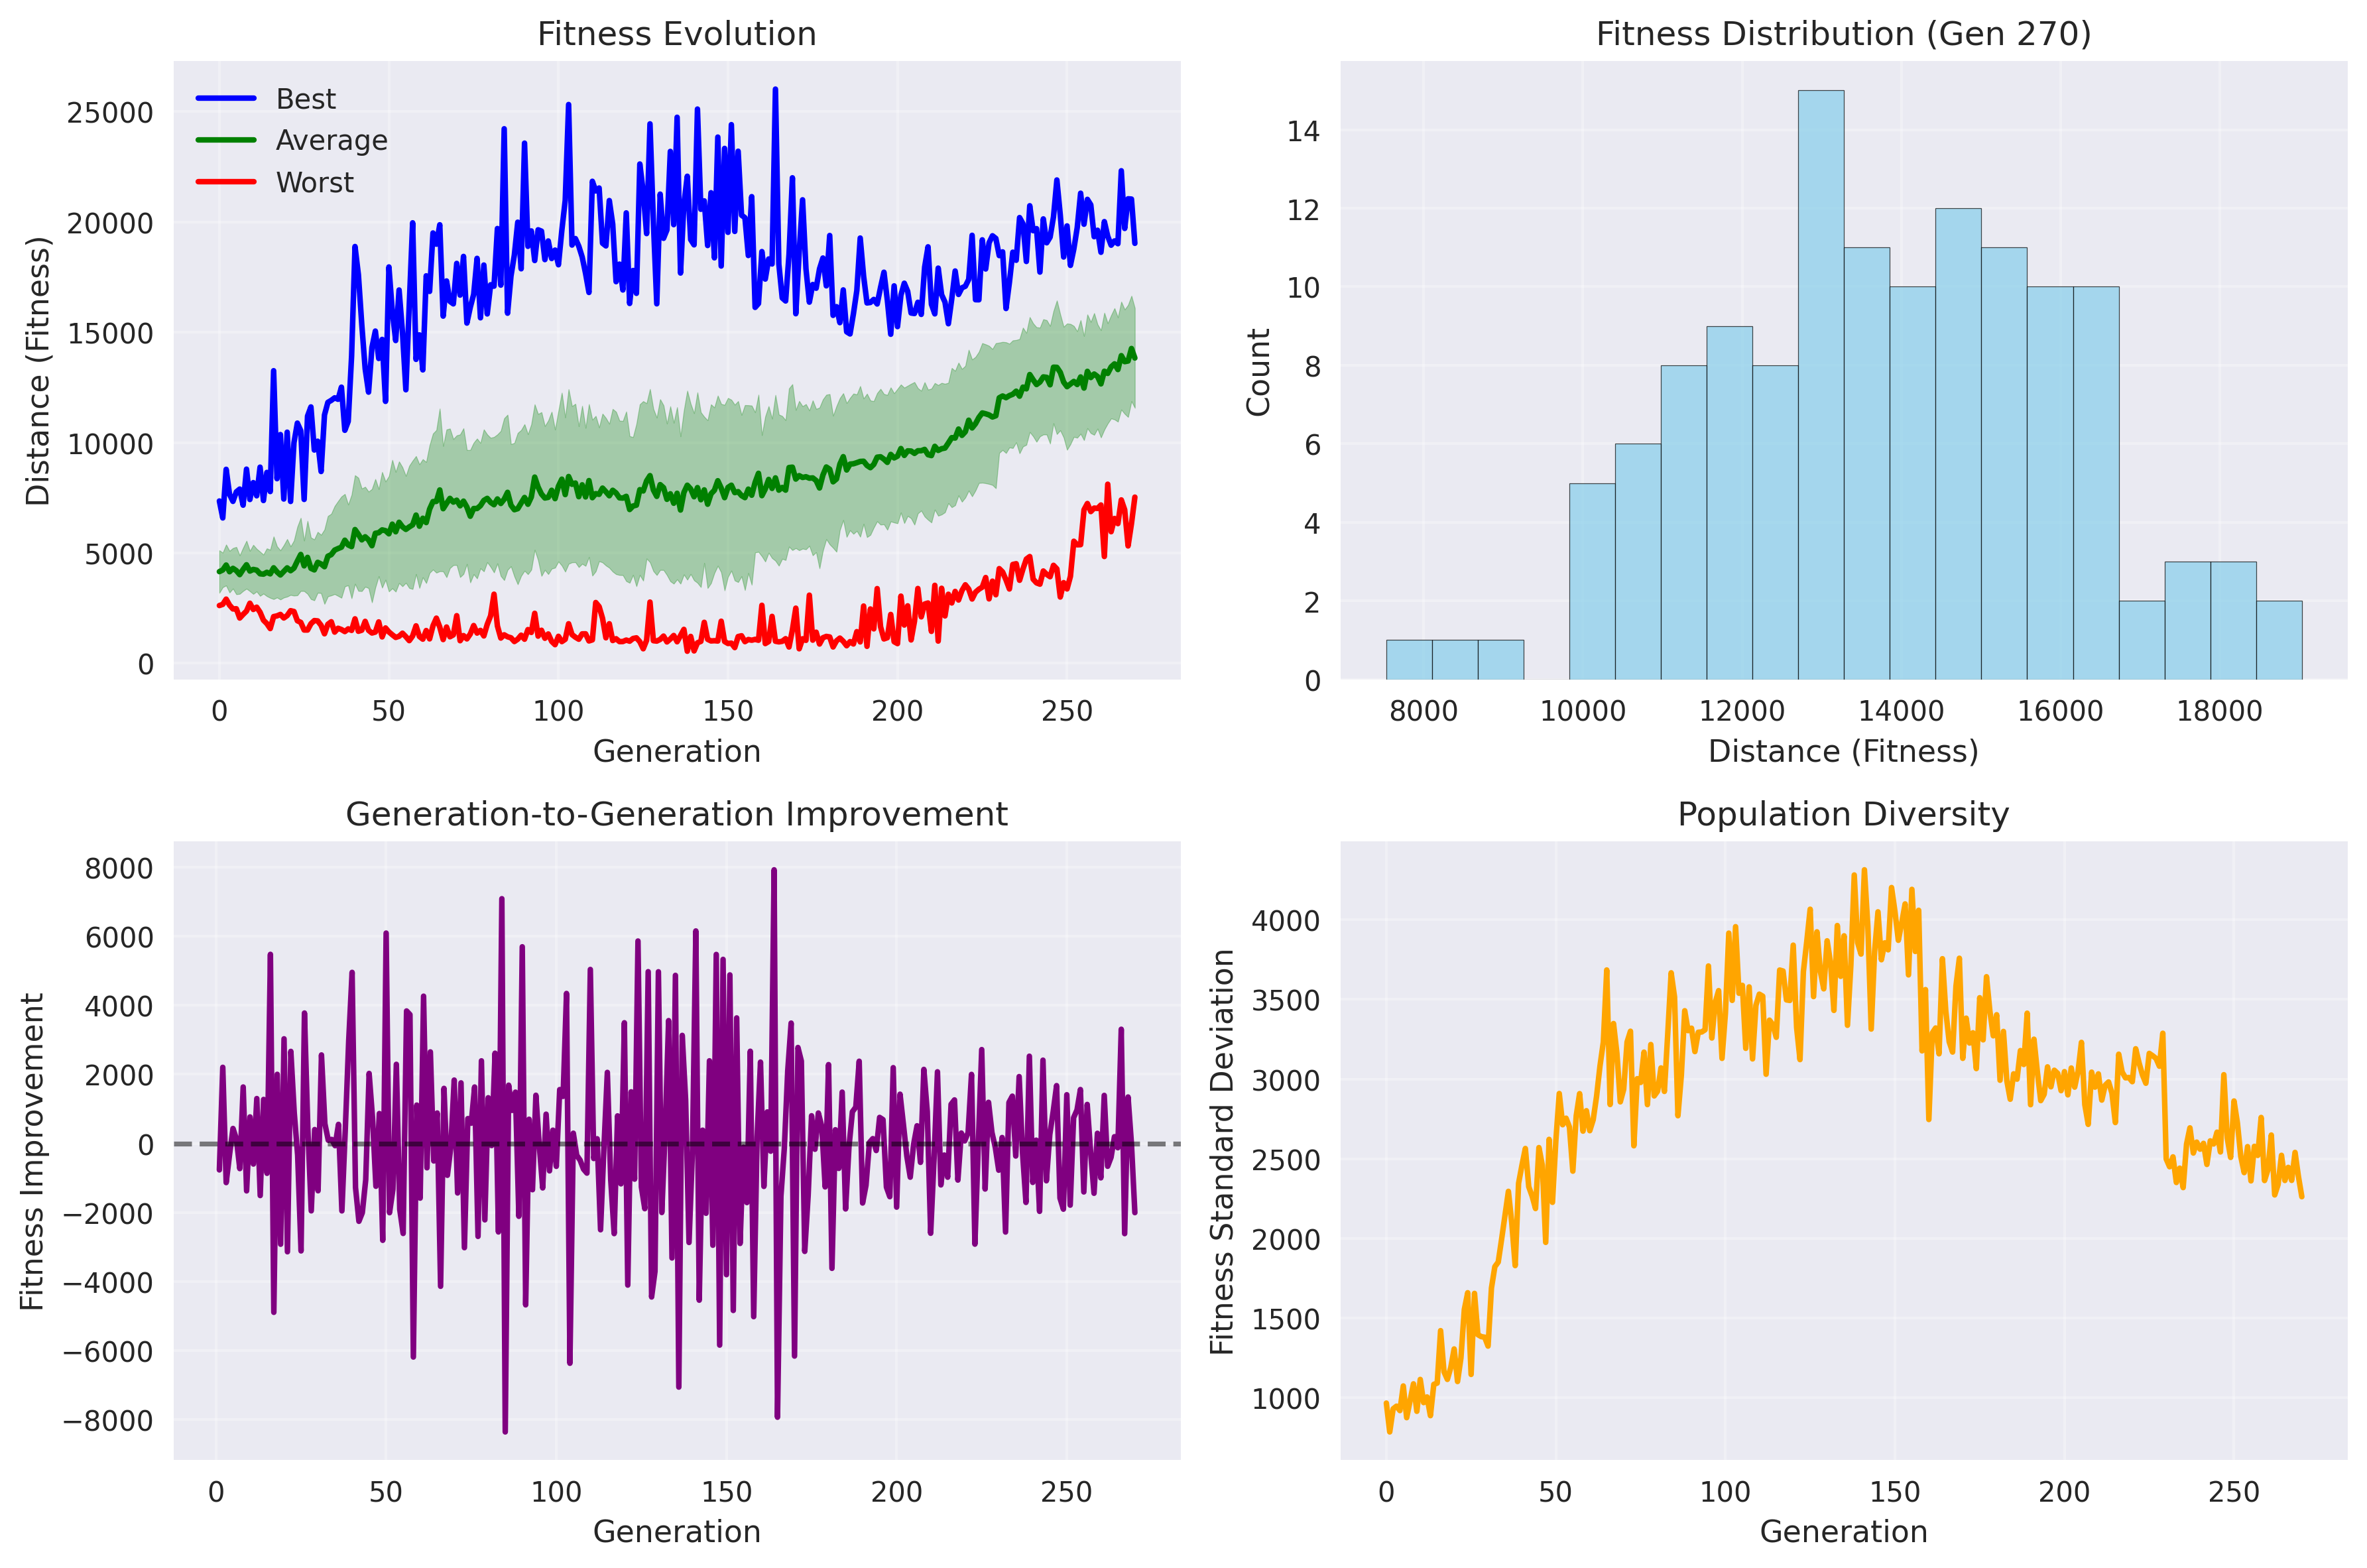 Fitness Evolution
Best
Average
Worst
25000
20000
15000
10000
5000
0
Distance (Fitness)
0 50 100 150 200 250
Generation
Fitness Distribution (Gen 270)
14
12
10
8
6
4
2
0
Count
8000 10000 12000 14000 16000 18000
Distance (Fitness)
Generation-to-Generation Improvement
8000
6000
4000
2000
0
−2000
−4000
−6000
−8000
Fitness Improvement
0 50 100 150 200 250
Generation
Population Diversity
4000
3500
3000
2500
2000
1500
1000
Fitness Standard Deviation
0 50 100 150 200 250
Generation